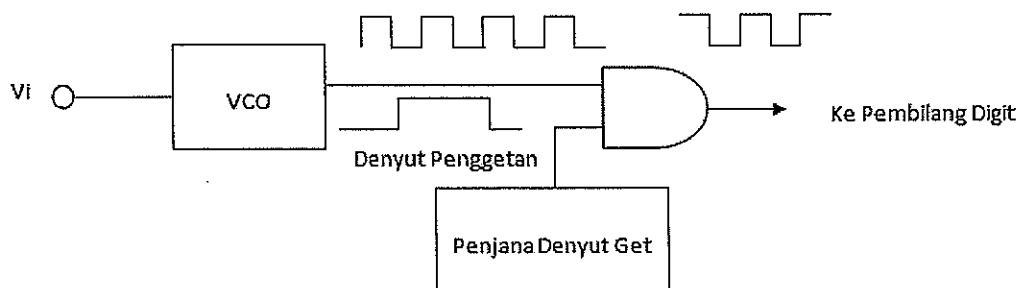 Vi
VCO
Denyut Penggetan
Ke Pembilang Digit
Penjana Denyut Get